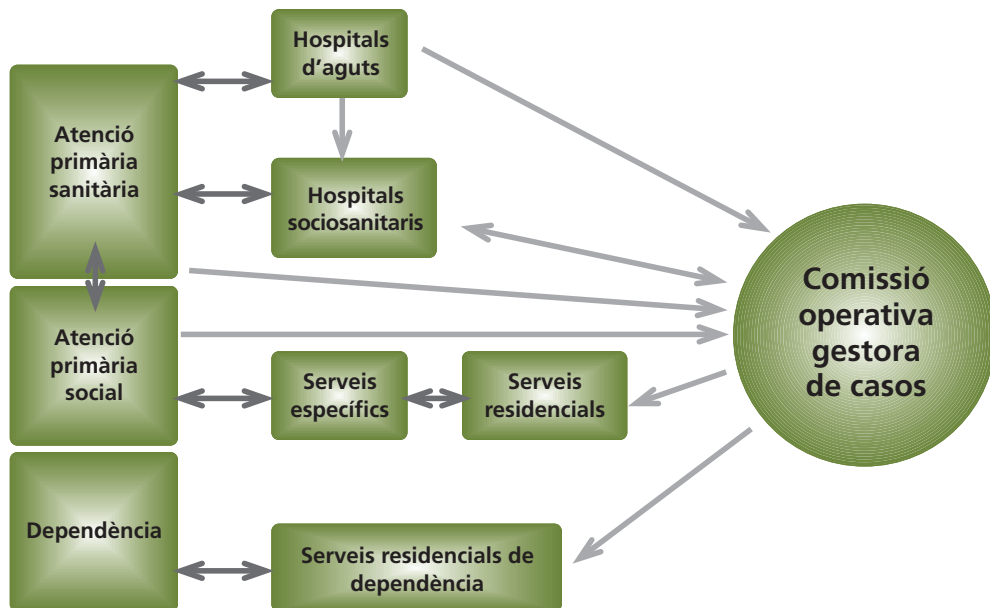 Hospitals
d'aguts
Atenció
primària
sanitària
Hospitals
sociosanitaris
Comissió
operativa
gestora
de casos
Atenció
primària
social
Serveis
específics
Serveis
residencials
Dependència
Serveis residencials de
dependència